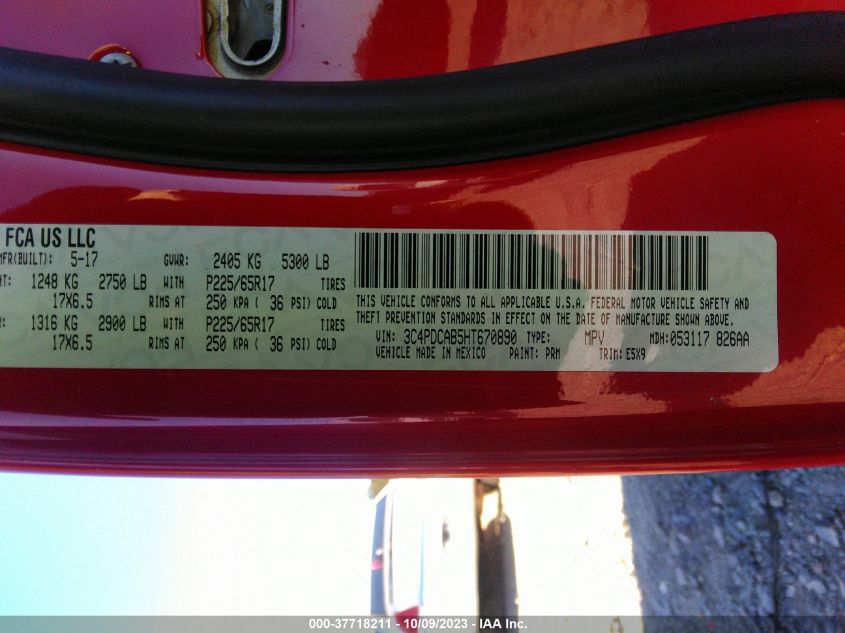 FCA US LLC
MFR(BUILT): 5-17 GVWR: 2405 KG 5300 LB
1248 KG 2750 LB WITH P225/65R17 TIRES
17X6.5 RIMS AT 250 KPA ( 36 PSI) COLD
1316 KG 2900 LB WITH P225/65R17 TIRES
17X6.5 RIMS AT 250 KPA ( 36 PSI) COLD
THIS VEHICLE CONFORMS TO ALL APPLICABLE U.S.A. FEDERAL MOTOR VEHICLE SAFETY AND
THEFT PREVENTION STANDARDS IN EFFECT ON THE DATE OF MANUFACTURE SHOWN ABOVE.
VIN: 3C4PDCAB5HT670890 TYPE: MPV MDH: 053117 826AA
VEHICLE MADE IN MEXICO PAINT: PRM TRIM: E5X9
000-37718211 - 10/09/2023 - IAA Inc.